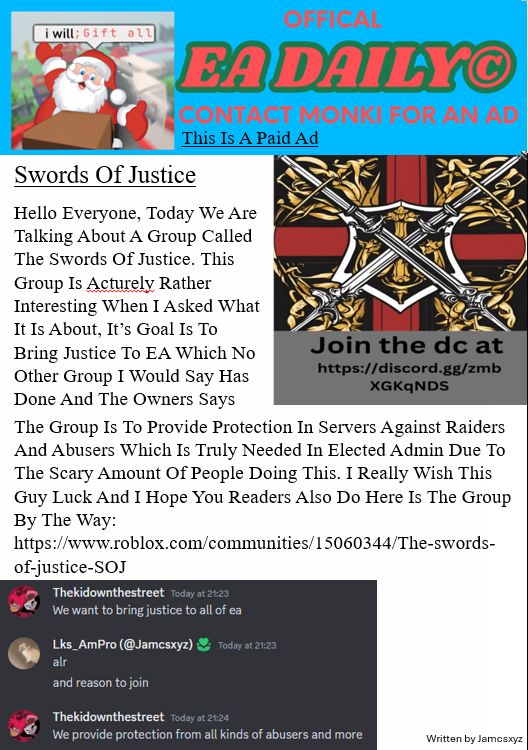 i will;Gift all
OFFICAL
EA DAILY©
CONTACT MONKI FOR AN AD
This Is A Paid Ad
Swords Of Justice
Hello Everyone, Today We Are
Talking About A Group Called
The Swords Of Justice. This
Group Is Acturely Rather
Interesting When I Asked What
It Is About, It’s Goal Is To
Bring Justice To EA Which No
Other Group I Would Say Has
Done And The Owners Says
Join the dc at
https://discord.gg/zmb
XGKqNDS
The Group Is To Provide Protection In Servers Against Raiders
And Abusers Which Is Truly Needed In Elected Admin Due To
The Scary Amount Of People Doing This. I Really Wish This
Guy Luck And I Hope You Readers Also Do Here Is The Group
By The Way:
https://www.roblox.com/communities/15060344/The-swords-
of-justice-SOJ
Thekidownthestreet Today at 21:23
We want to bring justice to all of ea
Lks_AmPro (@Jamcsxyz) Today at 21:23
alr
and reason to join
Thekidownthestreet Today at 21:24
We provide protection from all kinds of abusers and more
Written by Jamcsxyz